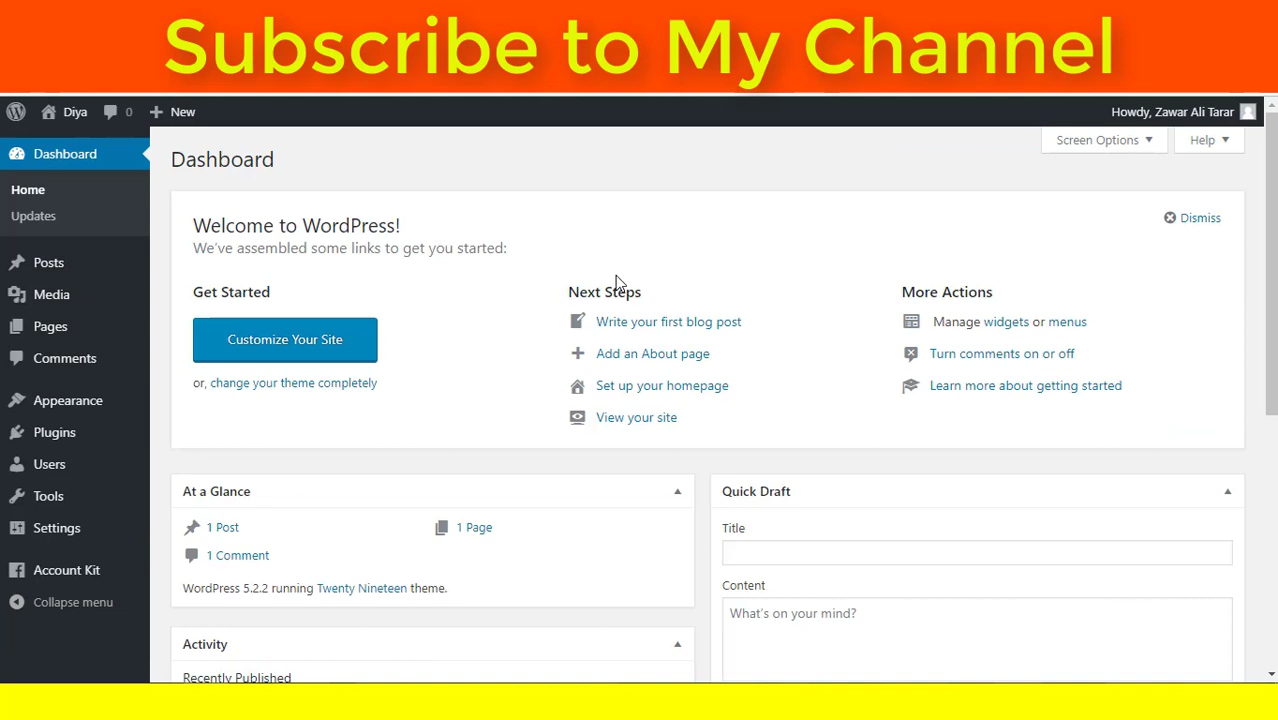 Subscribe to My Channel
Diya 0 New
Howdy, Zawar Ali Tarar
Dashboard
Home
Updates
Posts
Media
Pages
Comments
Appearance
Plugins
Users
Tools
Settings
Account Kit
Collapse menu
Screen Options
Help
Dashboard
Welcome to WordPress!
We've assembled some links to get you started:
Dismiss
Get Started
Customize Your Site
or, change your theme completely
Next Steps
Write your first blog post
Add an About page
Set up your homepage
View your site
More Actions
Manage widgets or menus
Turn comments on or off
Learn more about getting started
At a Glance
1 Post
1 Page
1 Comment
WordPress 5.2.2 running Twenty Nineteen theme.
Activity
Recently Published
Quick Draft
Title
Content
What's on your mind?